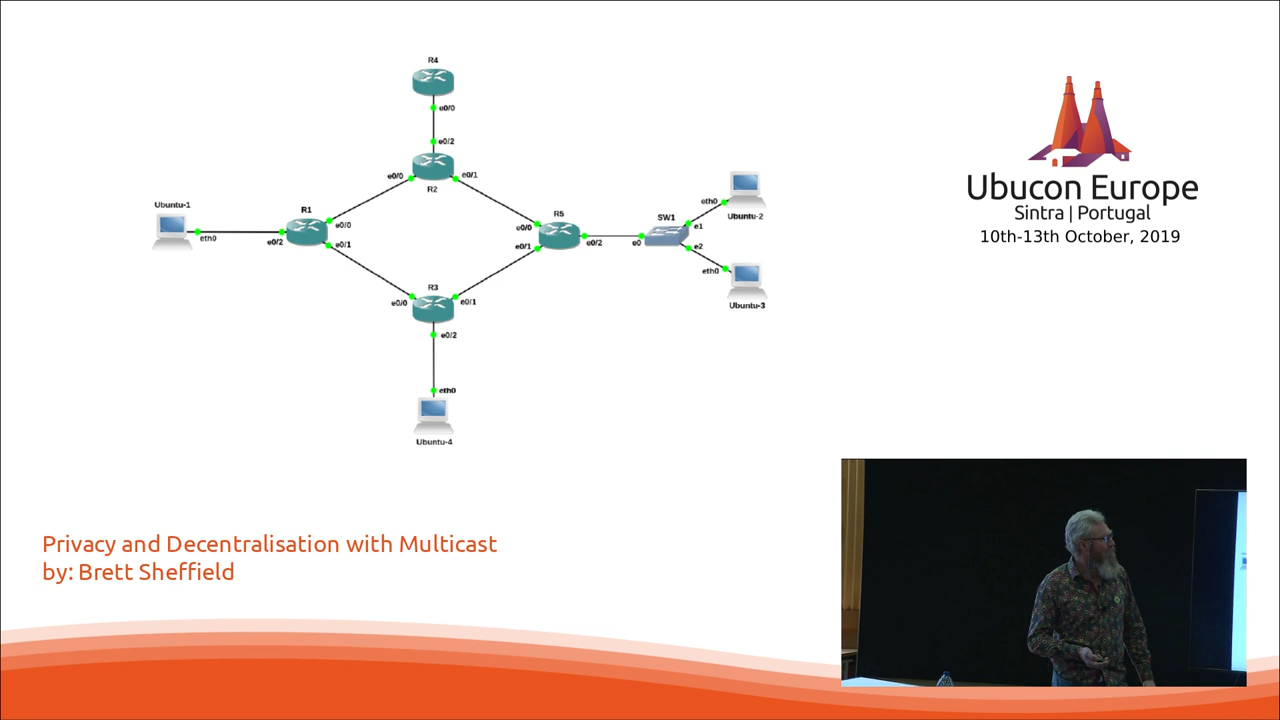 R4
e0/0
e0/2
e0/0
e0/1
R2
Ubuntu-1
eth0
e0/2
R1
e0/0
e0/1
R5
e0/0
e0/1
e0/2
e0
SW1
e1
e2
eth0
Ubuntu-2
eth0
Ubuntu-3
R3
e0/0
e0/1
e0/2
eth0
Ubuntu-4
Ubucon Europe
Sintra | Portugal
10th-13th October, 2019
Privacy and Decentralisation with Multicast
by: Brett Sheffield